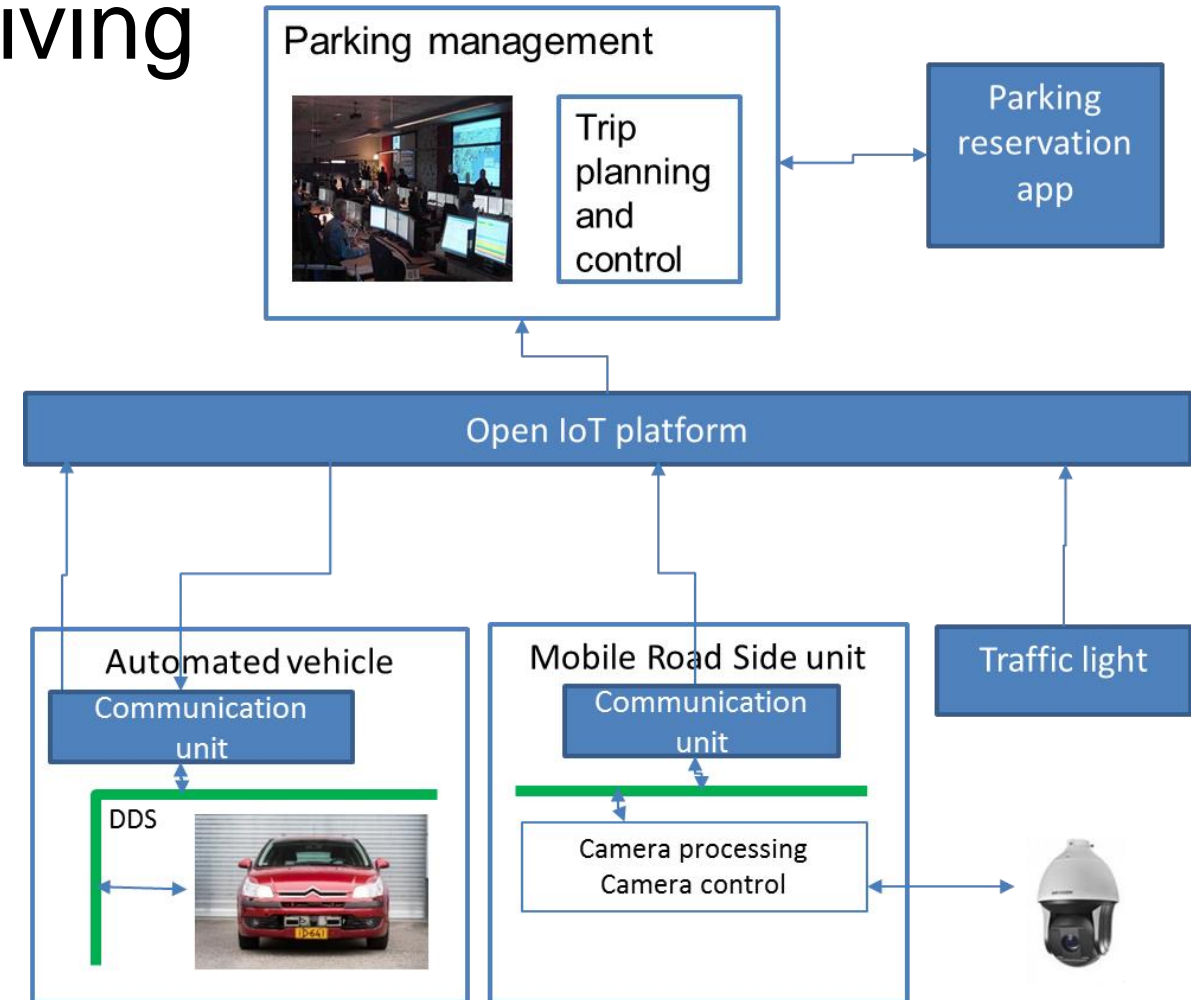 iving
Parking management
Trip
planning
and
control
Parking
reservation
app
Open IoT platform
Automated vehicle
Communication
unit
DDS
Mobile Road Side unit
Communication
unit
Camera processing
Camera control
Traffic light